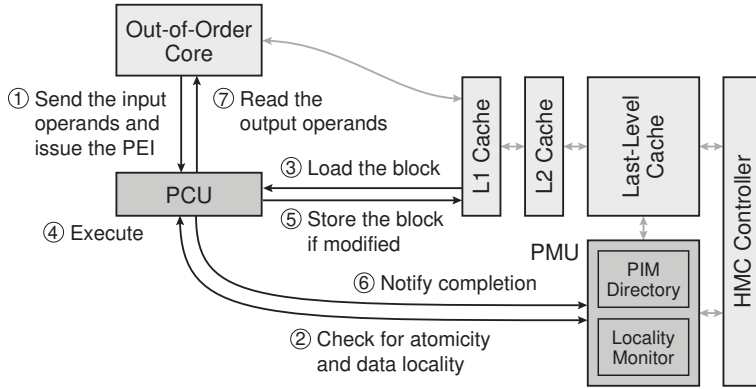 Out-of-Order
Core
① Send the input
operands and
issue the PEI
⑦ Read the
output operands
③ Load the block
PCU
④ Execute
⑤ Store the block
if modified
L1 Cache
L2 Cache
Last-Level
Cache
HMC Controller
PMU
PIM
Directory
Locality
Monitor
⑥ Notify completion
② Check for atomicity
and data locality